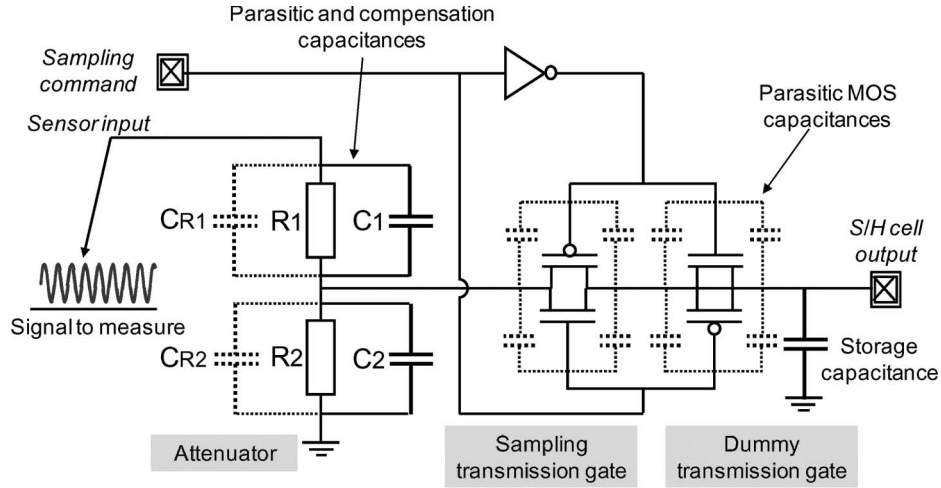 Parasitic and compensation
capacitances
Sampling
command
Sensor input
Parasitic MOS
capacitances
CR1
R1
C1
S/H cell
output
Signal to measure
CR2
R2
C2
Storage
capacitance
Attenuator
Sampling
transmission gate
Dummy
transmission gate